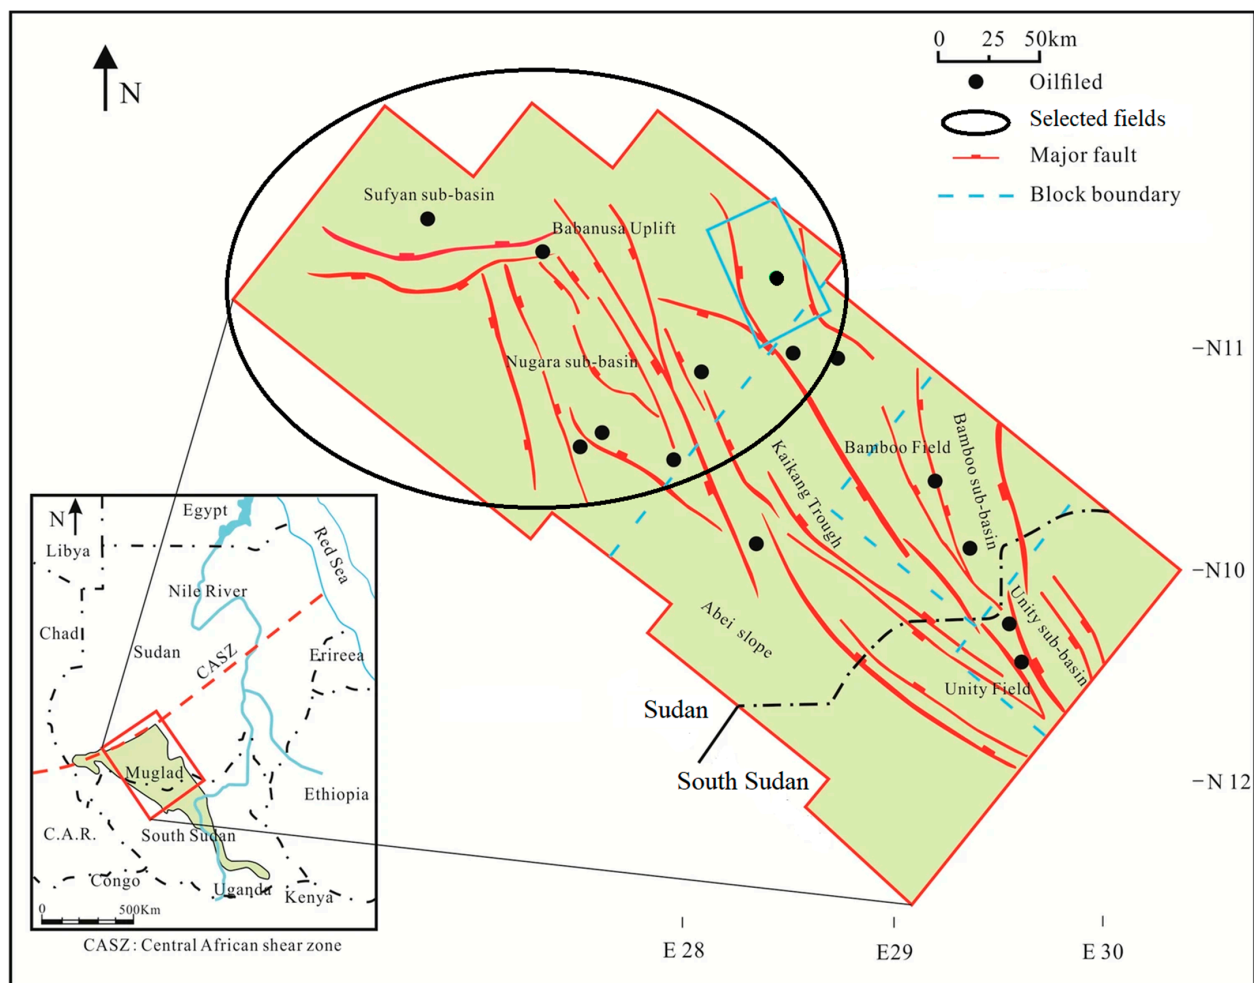 N
0 25 50km
Oilfiled
Selected fields
Major fault
Block boundary
Sufyan sub-basin
Babanusa Uplift
Nugara sub-basin
Bamboo Field
Bamboo sub-basin
Kaikang Trough
Abei slope
Unity sub-basin
Unity Field
Sudan
South Sudan
N11
N10
N 12
E 28
E29
E 30
N
Egypt
Libya
Red Sea
Nile River
Chad
Sudan
CASZ
Erireea
Muglad
Ethiopia
C.A.R.
South Sudan
Congo
Uganda
Kenya
0 500Km
CASZ : Central African shear zone